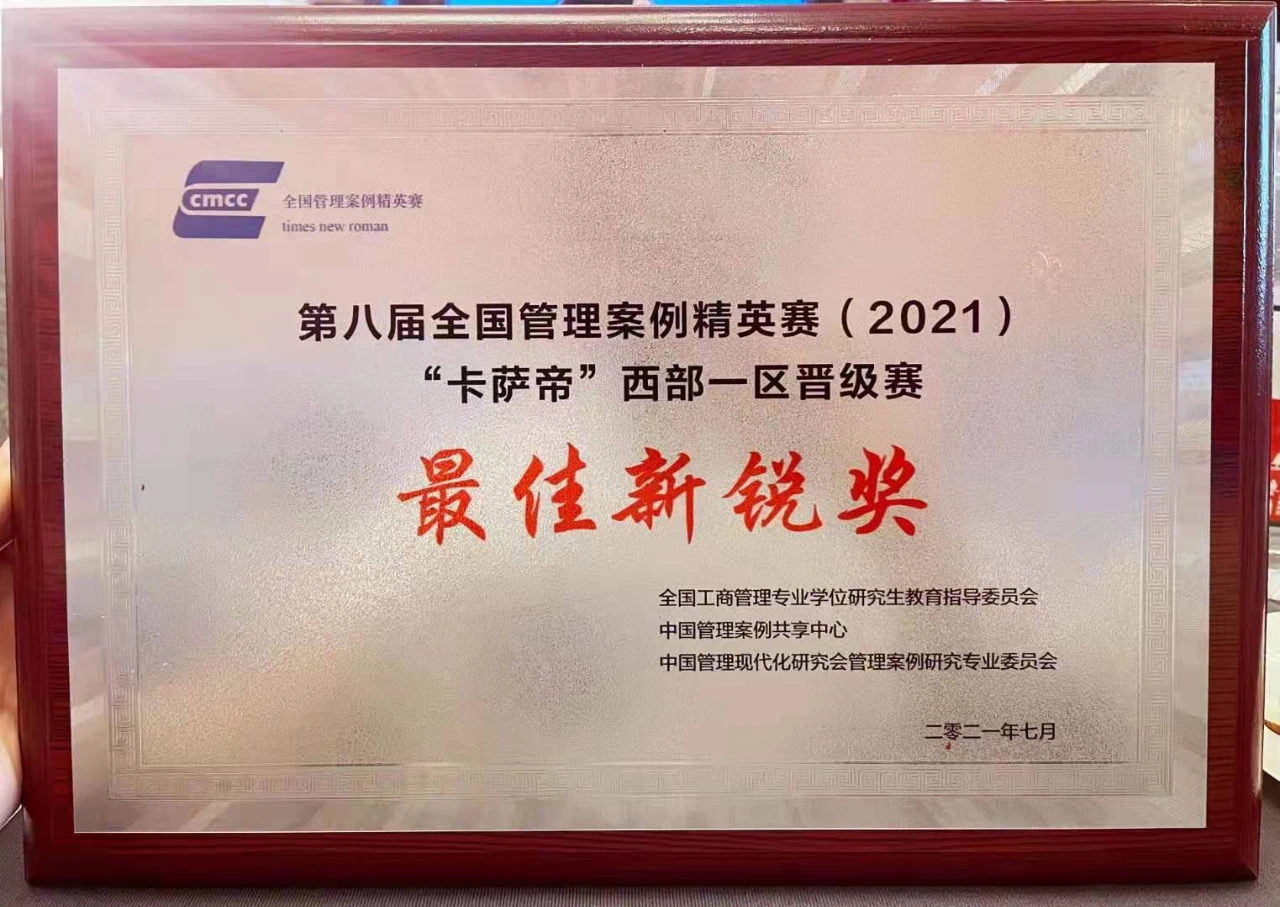 cmcc
全国管理案例精英赛
times new roman
第八届全国管理案例精英赛（2021）
“卡萨帝”西部一区晋级赛
最佳新锐奖
全国工商管理专业学位研究生教育指导委员会
中国管理案例共享中心
中国管理现代化研究会管理案例研究专业委员会
二零二一年七月